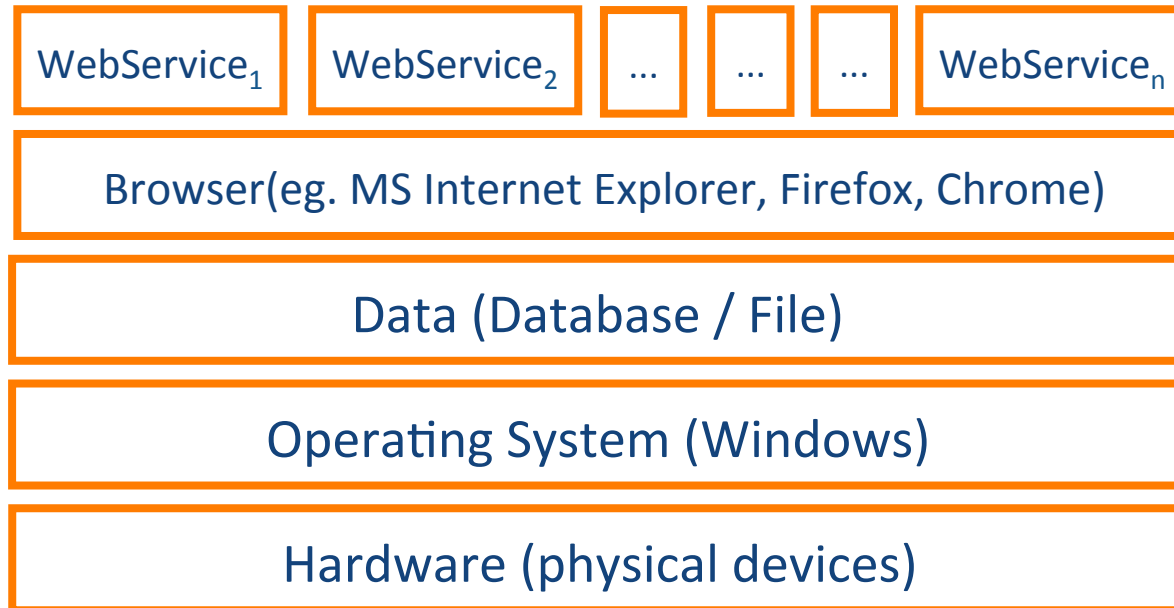 WebService₁ WebService₂ ... ... ... WebServiceₙ
Browser(eg. MS Internet Explorer, Firefox, Chrome)
Data (Database / File)
Operating System (Windows)
Hardware (physical devices)